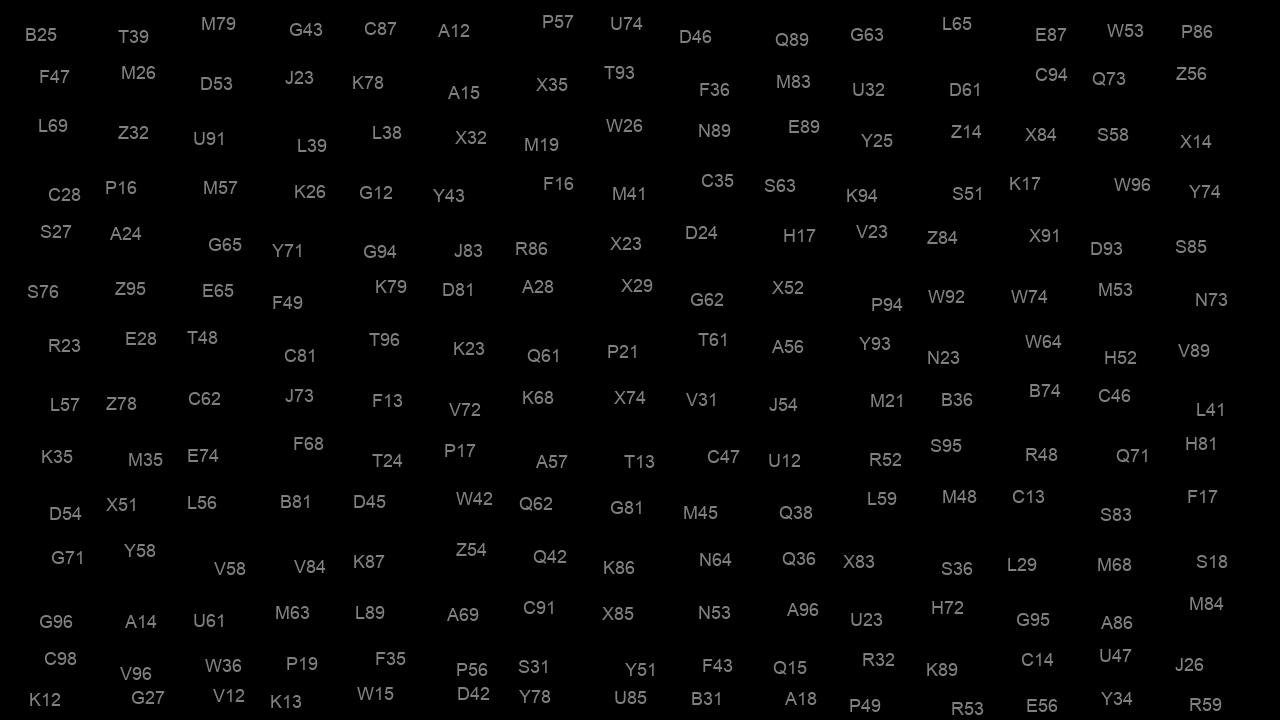 B25 T39 M79 G43 C87 A12 P57 U74 D46 Q89 G63 L65 E87 W53 P86
F47 M26 D53 J23 K78 A15 X35 T93 F36 M83 U32 D61 C94 Q73 Z56
L69 Z32 U91 L39 L38 X32 M19 W26 N89 E89 Y25 Z14 X84 S58 X14
C28 P16 M57 K26 G12 Y43 F16 M41 C35 S63 K94 S51 K17 W96 Y74
S27 A24 G65 Y71 G94 J83 R86 X23 D24 H17 V23 Z84 X91 D93 S85
S76 Z95 E65 F49 K79 D81 A28 X29 G62 X52 P94 W92 W74 M53 N73
R23 E28 T48 C81 T96 K23 Q61 P21 T61 A56 Y93 N23 W64 H52 V89
L57 Z78 C62 J73 F13 V72 K68 X74 V31 J54 M21 B36 B74 C46 L41
K35 M35 E74 F68 T24 P17 A57 T13 C47 U12 R52 S95 R48 Q71 H81
D54 X51 L56 B81 D45 W42 Q62 G81 M45 Q38 L59 M48 C13 S83 F17
G71 Y58 V58 V84 K87 Z54 Q42 K86 N64 Q36 X83 S36 L29 M68 S18
G96 A14 U61 M63 L89 A69 C91 X85 N53 A96 U23 H72 G95 A86 M84
C98 V96 W36 P19 F35 P56 S31 Y51 F43 Q15 R32 K89 C14 U47 J26
K12 G27 V12 K13 W15 D42 Y78 U85 B31 A18 P49 R53 E56 Y34 R59